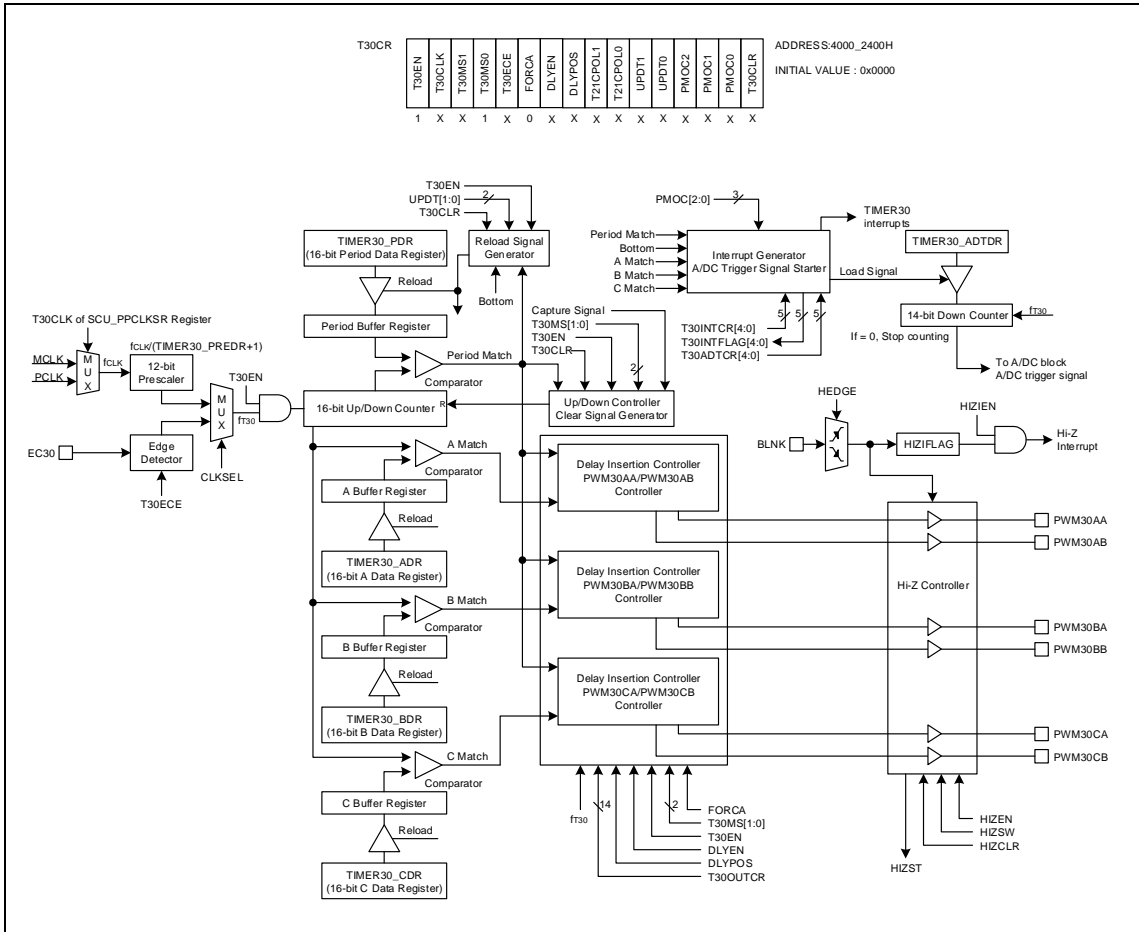 T30CR
T30EN
T30CLK
T30MS1
T30MS0
T30ECE
FORCA
DLYEN
DLYPOS
T21CPOL1
T21CPOL0
UPDT1
UPDT0
PMOC2
PMOC1
PMOC0
T30CLR
ADDRESS:4000_2400H
INITIAL VALUE : 0x0000
1 X X 1 X 0 X X X X X X X X X X
T30EN
UPDT[1:0]
2
T30CLR
TIMER30_PDR
(16-bit Period Data Register)
Reload Signal
Generator
Reload
Bottom
Period Buffer Register
PMOC[2:0]
3
TIMER30
interrupts
Period Match
Bottom
A Match
B Match
C Match
Interrupt Generator
A/DC Trigger Signal Starter
Load Signal
TIMER30_ADTDR
14-bit Down Counter
fT30
If = 0, Stop counting
5
5
5
T30INTCR[4:0]
T30INTFLAG[4:0]
T30ADTCR[4:0]
To A/DC block
A/DC trigger signal
T30CLK of SCU_PPCLKSR Register
MCLK
PCLK
MUX
fCLK
fCLK/(TIMER30_PREDR+1)
12-bit
Prescaler
T30EN
MUX
fT30
CLKSEL
EC30
Edge
Detector
T30ECE
Period Match
Comparator
16-bit Up/Down Counter
R
Capture Signal
T30MS[1:0]
T30EN
T30CLR
2
Up/Down Controller
Clear Signal Generator
A Match
Comparator
A Buffer Register
Reload
TIMER30_ADR
(16-bit A Data Register)
B Match
Comparator
B Buffer Register
Reload
TIMER30_BDR
(16-bit B Data Register)
C Match
Comparator
C Buffer Register
Reload
TIMER30_CDR
(16-bit C Data Register)
Delay Insertion Controller
PWM30AA/PWM30AB
Controller
Delay Insertion Controller
PWM30BA/PWM30BB
Controller
Delay Insertion Controller
PWM30CA/PWM30CB
Controller
fT30
14
2
FORCA
T30MS[1:0]
T30EN
DLYEN
DLYPOS
T30OUTCR
HEDGE
BLNK
HIZIFLAG
HIZIEN
Hi-Z
Interrupt
Hi-Z Controller
PWM30AA
PWM30AB
PWM30BA
PWM30BB
PWM30CA
PWM30CB
HIZEN
HIZSW
HIZCLR
HIZST